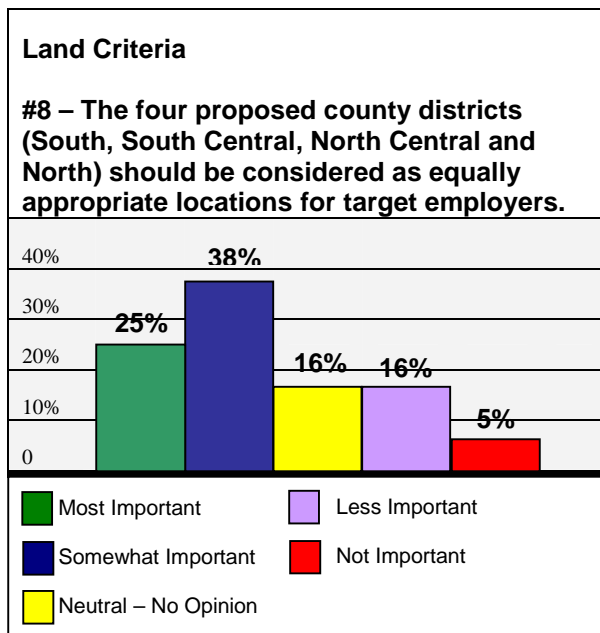 Land Criteria
#8 – The four proposed county districts
(South, South Central, North Central and
North) should be considered as equally
appropriate locations for target employers.
40%
38%
30%
25%
20%
16%
16%
10%
5%
0
Most Important
Less Important
Somewhat Important
Not Important
Neutral – No Opinion